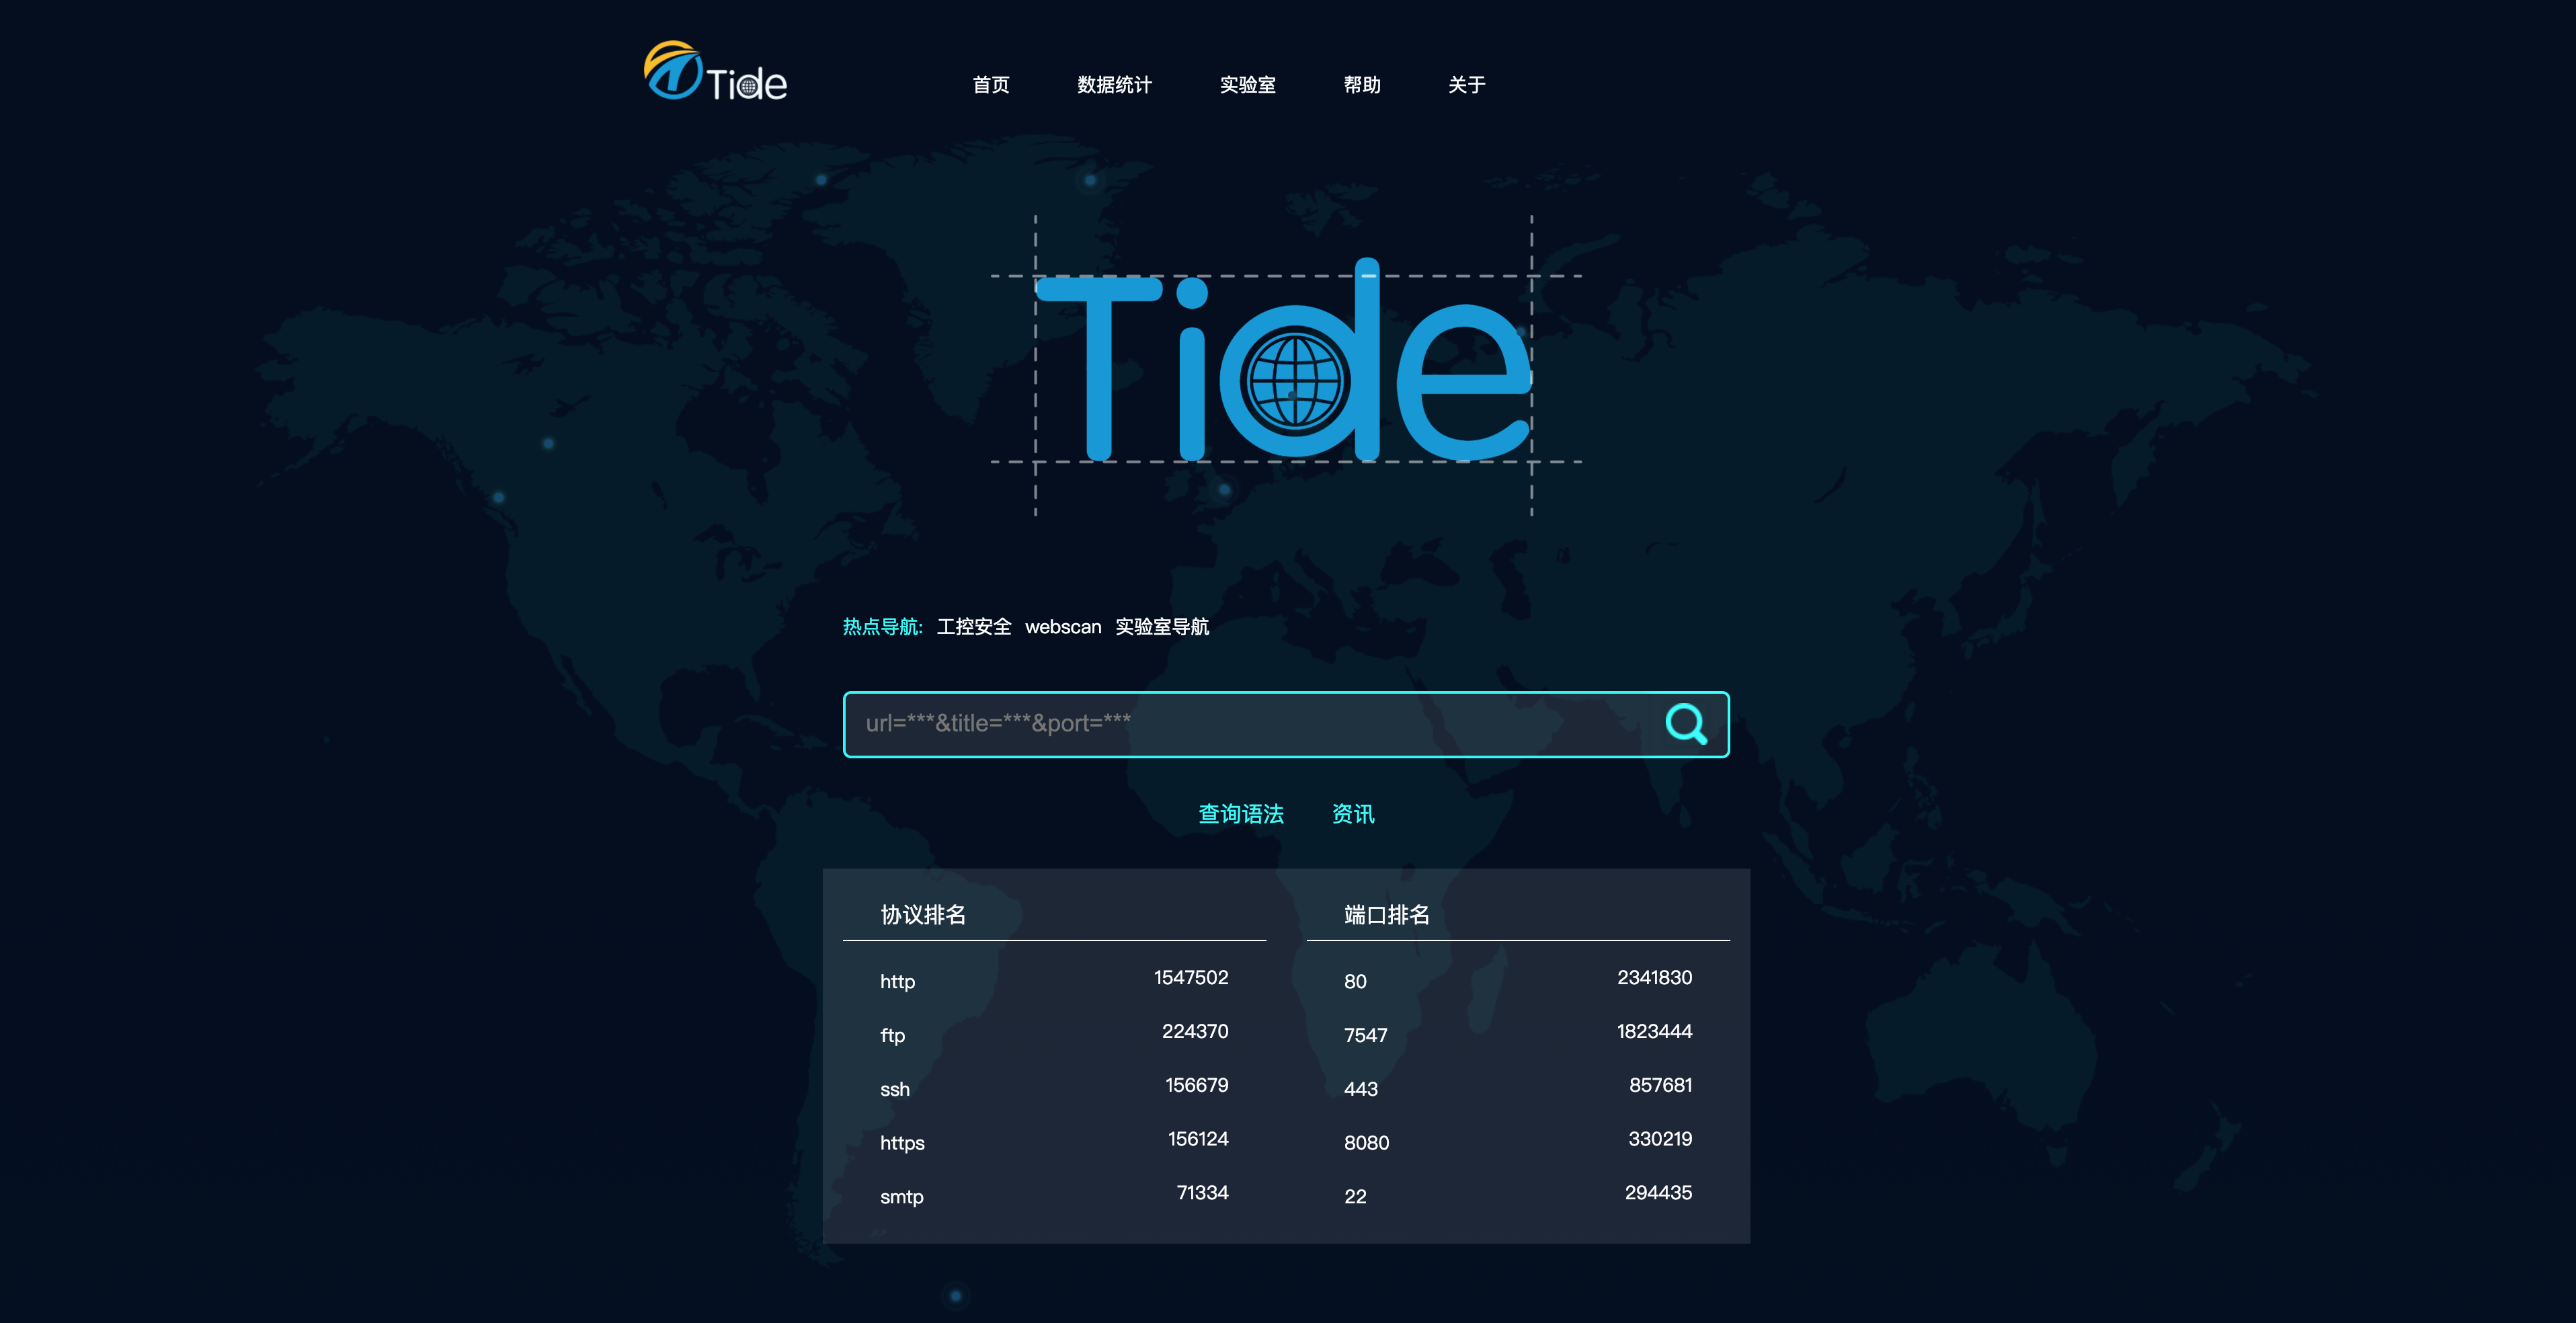 Tide
首页 数据统计 实验室 帮助 关于
Tide
热点导航: 工控安全 webscan 实验室导航
url=***&title=***&port=***
查询语法 资讯
协议排名
http 1547502
ftp 224370
ssh 156679
https 156124
smtp 71334
端口排名
80 2341830
7547 1823444
443 857681
8080 330219
22 294435